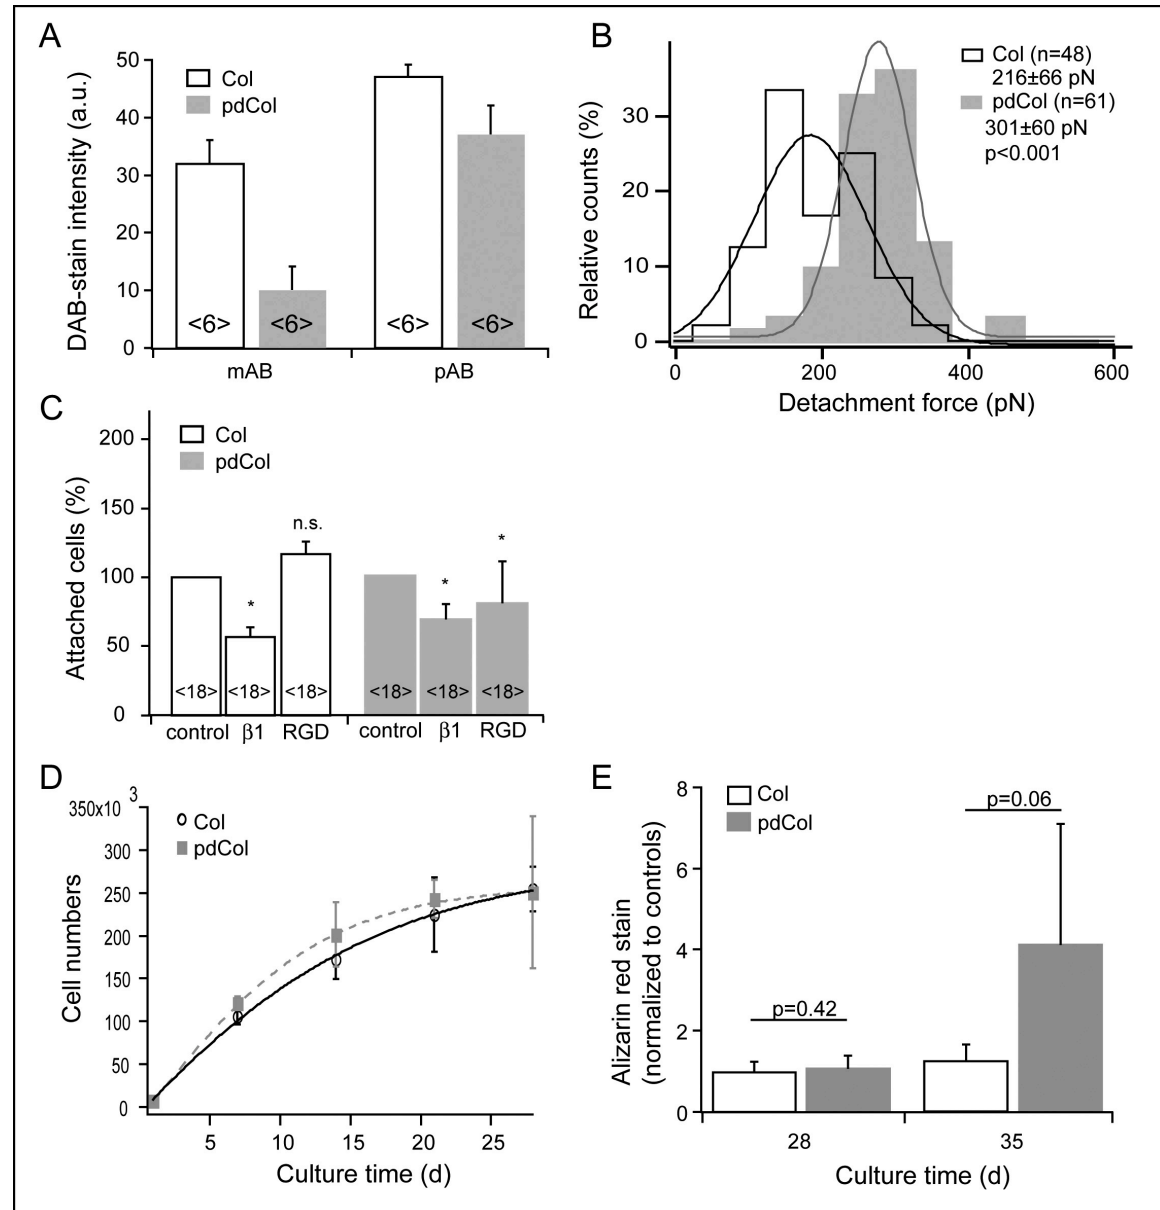 A
DAB-stain intensity (a.u.)
50
40
30
20
10
0
Col
pdCol
<6>
<6>
<6>
<6>
mAB
pAB
B
Relative counts (%)
30
20
10
0
Col (n=48)
216±66 pN
pdCol (n=61)
301±60 pN
p<0.001
0
200
400
600
Detachment force (pN)
C
Attached cells (%)
200
150
100
50
0
Col
pdCol
*
n.s.
*
*
<18>
<18>
<18>
<18>
<18>
<18>
control
β1
RGD
control
β1
RGD
D
Cell numbers
350x10 3
300
250
200
150
100
50
0
Col
pdCol
5
10
15
20
25
Culture time (d)
E
Alizarin red stain
(normalized to controls)
8
6
4
2
0
Col
pdCol
p=0.42
p=0.06
28
35
Culture time (d)